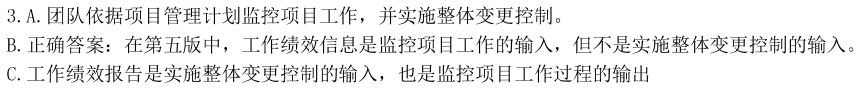 3.A.团队依据项目管理计划监控项目工作，并实施整体变更控制。
B.正确答案：在第五版中，工作绩效信息是监控项目工作的输入，但不是实施整体变更控制的输入。
C.工作绩效报告是实施整体变更控制的输入，也是监控项目工作过程的输出